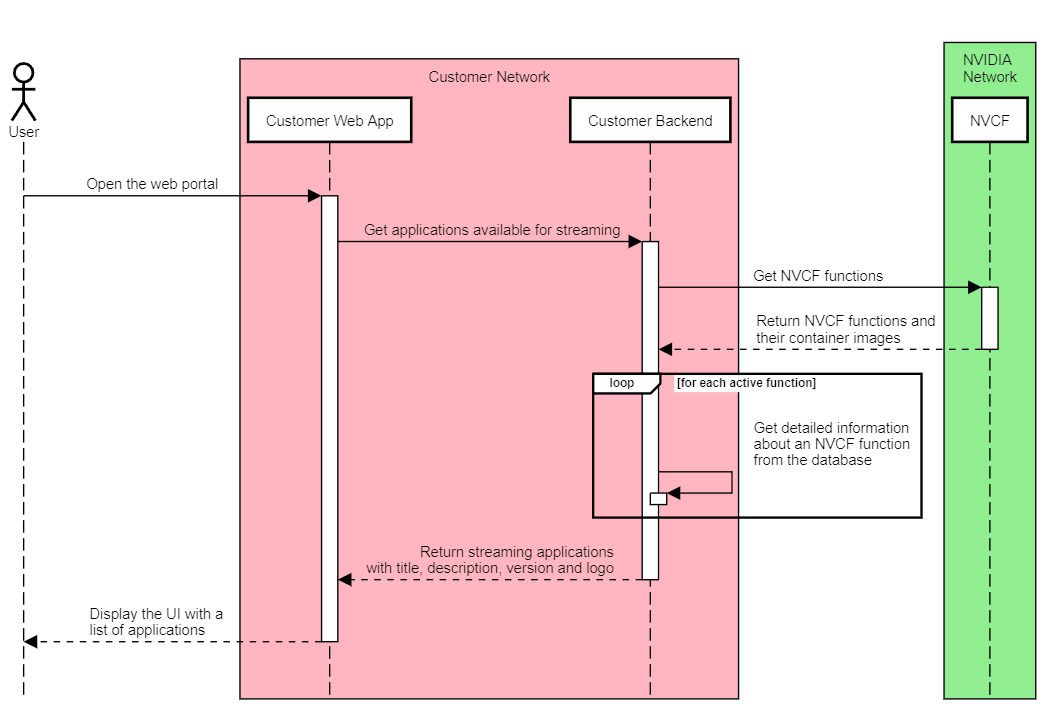 NVIDIA
Network
Customer Network
User
Customer Web App
Customer Backend
NVCF
Open the web portal
Get applications available for streaming
Get NVCF functions
Return NVCF functions and
their container images
loop
[for each active function]
Get detailed information
about an NVCF function
from the database
Return streaming applications
with title, description, version and logo
Display the UI with a
list of applications